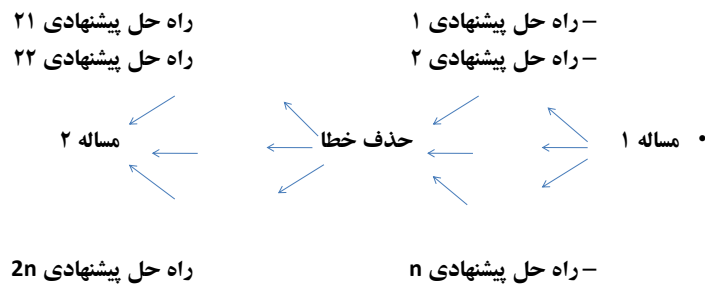 – راه حل پیشنهادی ۱ راه حل پیشنهادی ۲۱
– راه حل پیشنهادی ۲ راه حل پیشنهادی ۲۲
• مساله ۱ حذف خطا مساله ۲
– راه حل پیشنهادی n راه حل پیشنهادی 2n